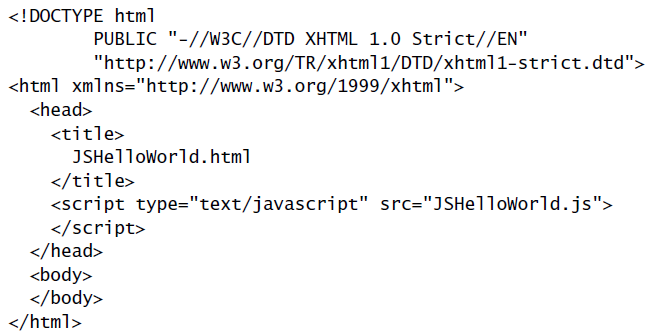 <!DOCTYPE html
PUBLIC "-//W3C//DTD XHTML 1.0 Strict//EN"
"http://www.w3.org/TR/xhtml1/DTD/xhtml1-strict.dtd">
<html xmlns="http://www.w3.org/1999/xhtml">
<head>
<title>
JSHelloWorld.html
</title>
<script type="text/javascript" src="JSHelloWorld.js">
</script>
</head>
<body>
</body>
</html>